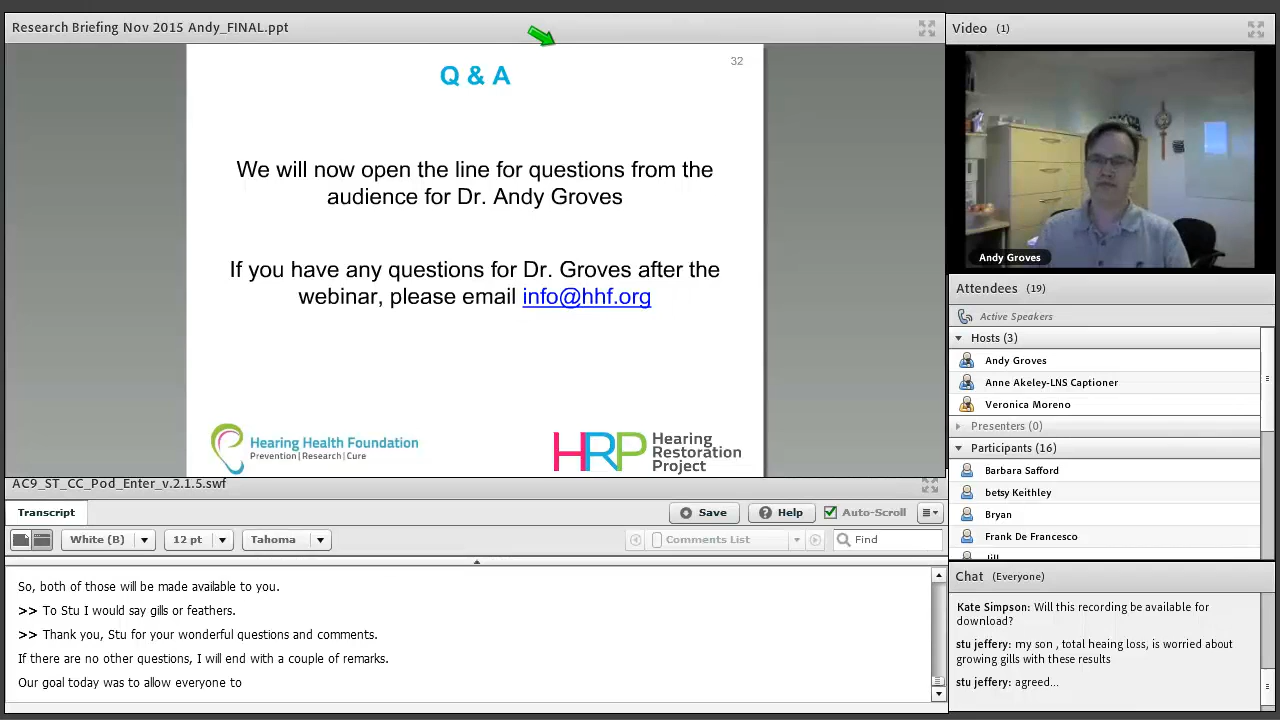 Research Briefing Nov 2015 Andy_FINAL.ppt
32
Q & A
We will now open the line for questions from the
audience for Dr. Andy Groves
If you have any questions for Dr. Groves after the
webinar, please email info@hhf.org
Hearing Health Foundation
Prevention | Research | Cure
HRP Hearing
Restoration
Project
AC9_ST_CC_Pod_Enter_v.2.1.5.swf
Transcript
Save
Help
Auto-Scroll
White (B)
12 pt
Tahoma
Comments List
Find
So, both of those will be made available to you.
>> To Stu I would say gills or feathers.
>> Thank you, Stu for your wonderful questions and comments.
If there are no other questions, I will end with a couple of remarks.
Our goal today was to allow everyone to
Video (1)
Andy Groves
Attendees (19)
Active Speakers
Hosts (3)
Andy Groves
Anne Akeley-LNS Captioner
Veronica Moreno
Presenters (0)
Participants (16)
Barbara Safford
betsy Keithley
Bryan
Frank De Francesco
Jill
Chat (Everyone)
Kate Simpson: Will this recording be available for
download?
stu jeffery: my son , total heaing loss, is worried about
growing gills with these results
stu jeffery: agreed...